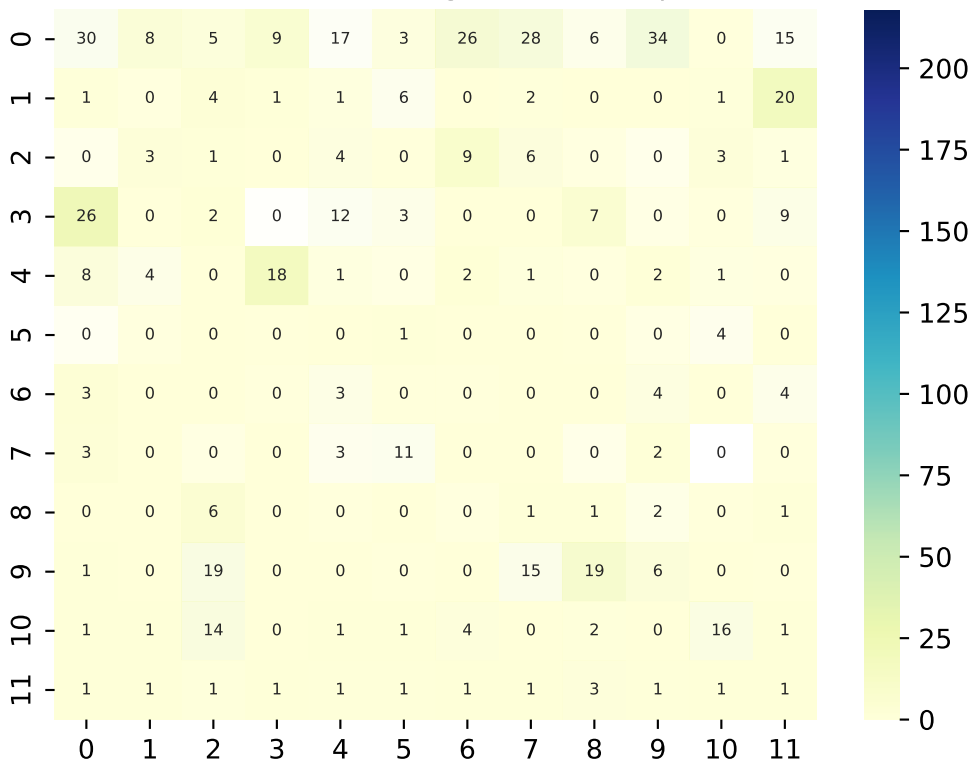 0 30 8 5 9 17 3 26 28 6 34 0 15
1 1 0 4 1 1 6 0 2 0 0 1 20
2 0 3 1 0 4 0 9 6 0 0 3 1
3 26 0 2 0 12 3 0 0 7 0 0 9
4 8 4 0 18 1 0 2 1 0 2 1 0
5 0 0 0 0 0 1 0 0 0 0 4 0
6 3 0 0 0 3 0 0 0 0 4 0 4
7 3 0 0 0 3 11 0 0 0 2 0 0
8 0 0 6 0 0 0 0 1 1 2 0 1
9 1 0 19 0 0 0 0 15 19 6 0 0
10 1 1 14 0 1 1 4 0 2 0 16 1
11 1 1 1 1 1 1 1 1 3 1 1 1
0 1 2 3 4 5 6 7 8 9 10 11
200
175
150
125
100
75
50
25
0